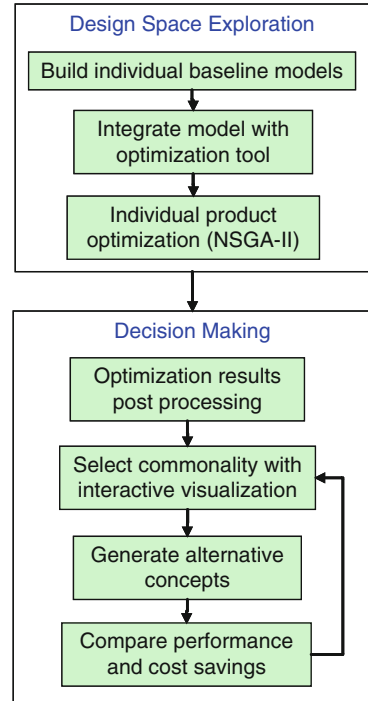 Design Space Exploration
Build individual baseline models
Integrate model with
optimization tool
Individual product
optimization (NSGA-II)
Decision Making
Optimization results
post processing
Select commonality with
interactive visualization
Generate alternative
concepts
Compare performance
and cost savings